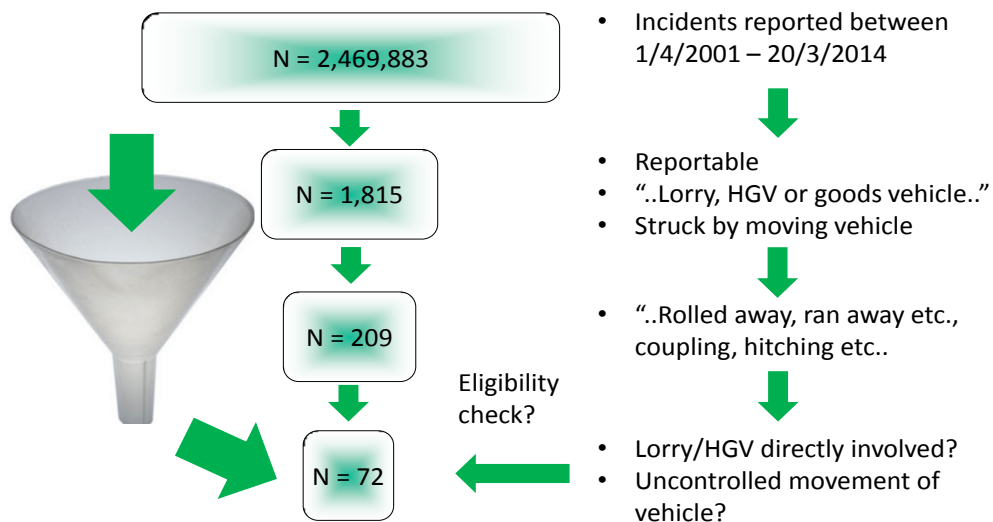 N = 2,469,883
• Incidents reported between
1/4/2001 – 20/3/2014
N = 1,815
• Reportable
• “..Lorry, HGV or goods vehicle..”
• Struck by moving vehicle
N = 209
• “..Rolled away, ran away etc.,
coupling, hitching etc..
Eligibility
check?
N = 72
• Lorry/HGV directly involved?
• Uncontrolled movement of
vehicle?